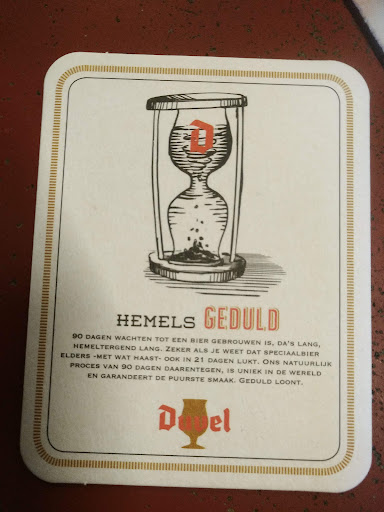 D
HEMELS GEDULD
90 DAGEN WACHTEN TOT EEN BIER GEBROUWEN IS, DA'S LANG,
HEMELTERGEND LANG. ZEKER ALS JE WEET DAT SPECIAALBIER
ELDERS -MET WAT HAAST- OOK IN 21 DAGEN LUKT. ONS NATUURLIJK
PROCES VAN 90 DAGEN DAARENTEGEN, IS UNIEK IN DE WERELD
EN GARANDEERT DE PUURSTE SMAAK. GEDULD LOONT.
Duvel